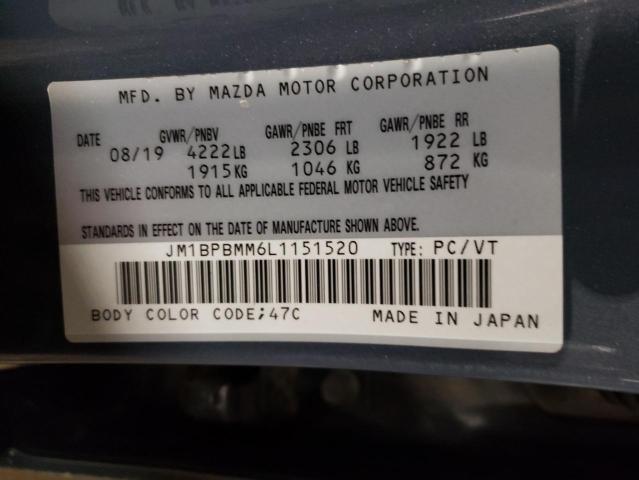 MFD. BY MAZDA MOTOR CORPORATION
DATE GVWR/PNBV GAWR/PNBE FRT GAWR/PNBE RR
08/19 4222LB 2306 LB 1922 LB
1915KG 1046 KG 872 KG
THIS VEHICLE CONFORMS TO ALL APPLICABLE FEDERAL MOTOR VEHICLE SAFETY
STANDARDS IN EFFECT ON THE DATE OF MANUFACTURE SHOWN ABOVE.
JM1BPBMM6L1151520 TYPE: PC/VT
BODY COLOR CODE;47C MADE IN JAPAN